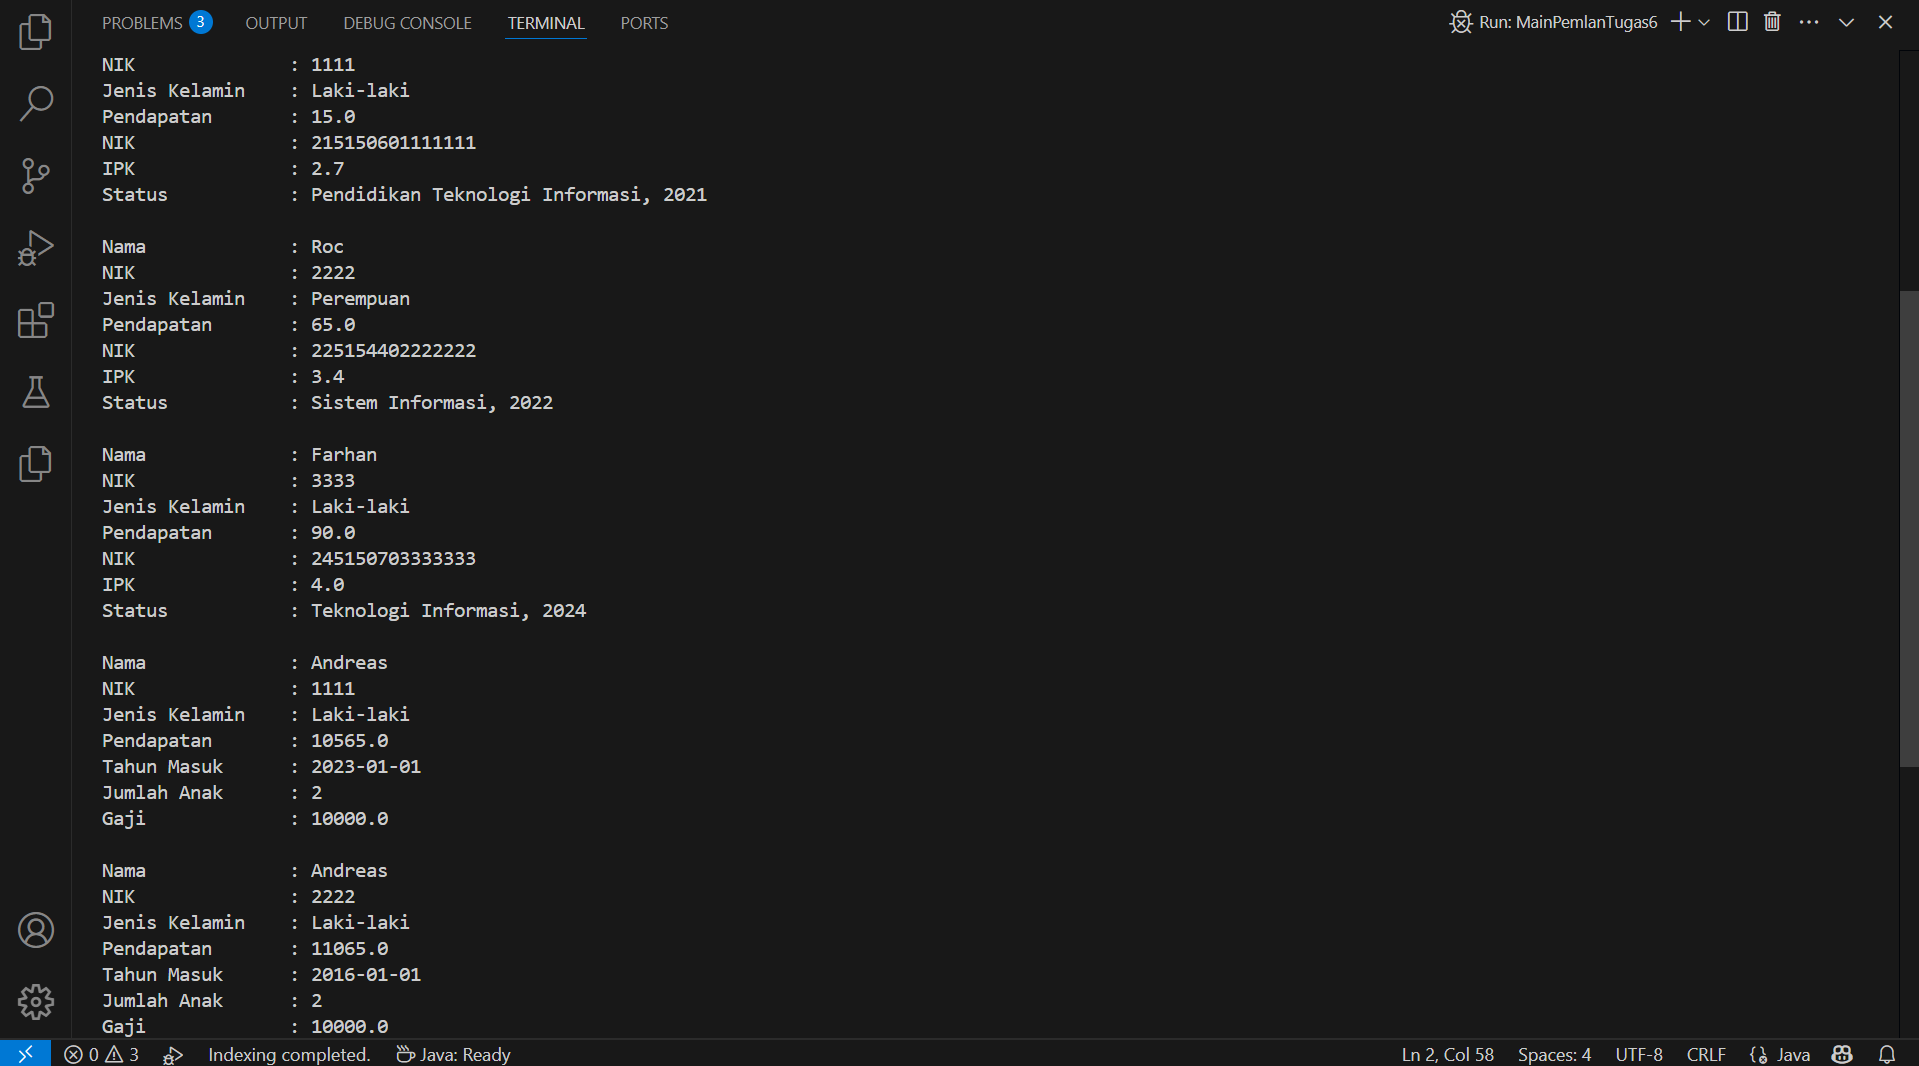 PROBLEMS 3 OUTPUT DEBUG CONSOLE TERMINAL PORTS Run: MainPemlanTugas6
NIK : 1111
Jenis Kelamin : Laki-laki
Pendapatan : 15.0
NIK : 215150601111111
IPK : 2.7
Status : Pendidikan Teknologi Informasi, 2021
Nama : Roc
NIK : 2222
Jenis Kelamin : Perempuan
Pendapatan : 65.0
NIK : 225154402222222
IPK : 3.4
Status : Sistem Informasi, 2022
Nama : Farhan
NIK : 3333
Jenis Kelamin : Laki-laki
Pendapatan : 90.0
NIK : 245150703333333
IPK : 4.0
Status : Teknologi Informasi, 2024
Nama : Andreas
NIK : 1111
Jenis Kelamin : Laki-laki
Pendapatan : 10565.0
Tahun Masuk : 2023-01-01
Jumlah Anak : 2
Gaji : 10000.0
Nama : Andreas
NIK : 2222
Jenis Kelamin : Laki-laki
Pendapatan : 11065.0
Tahun Masuk : 2016-01-01
Jumlah Anak : 2
Gaji : 10000.0
0 3 Indexing completed. Java: Ready Ln 2, Col 58 Spaces: 4 UTF-8 CRLF Java